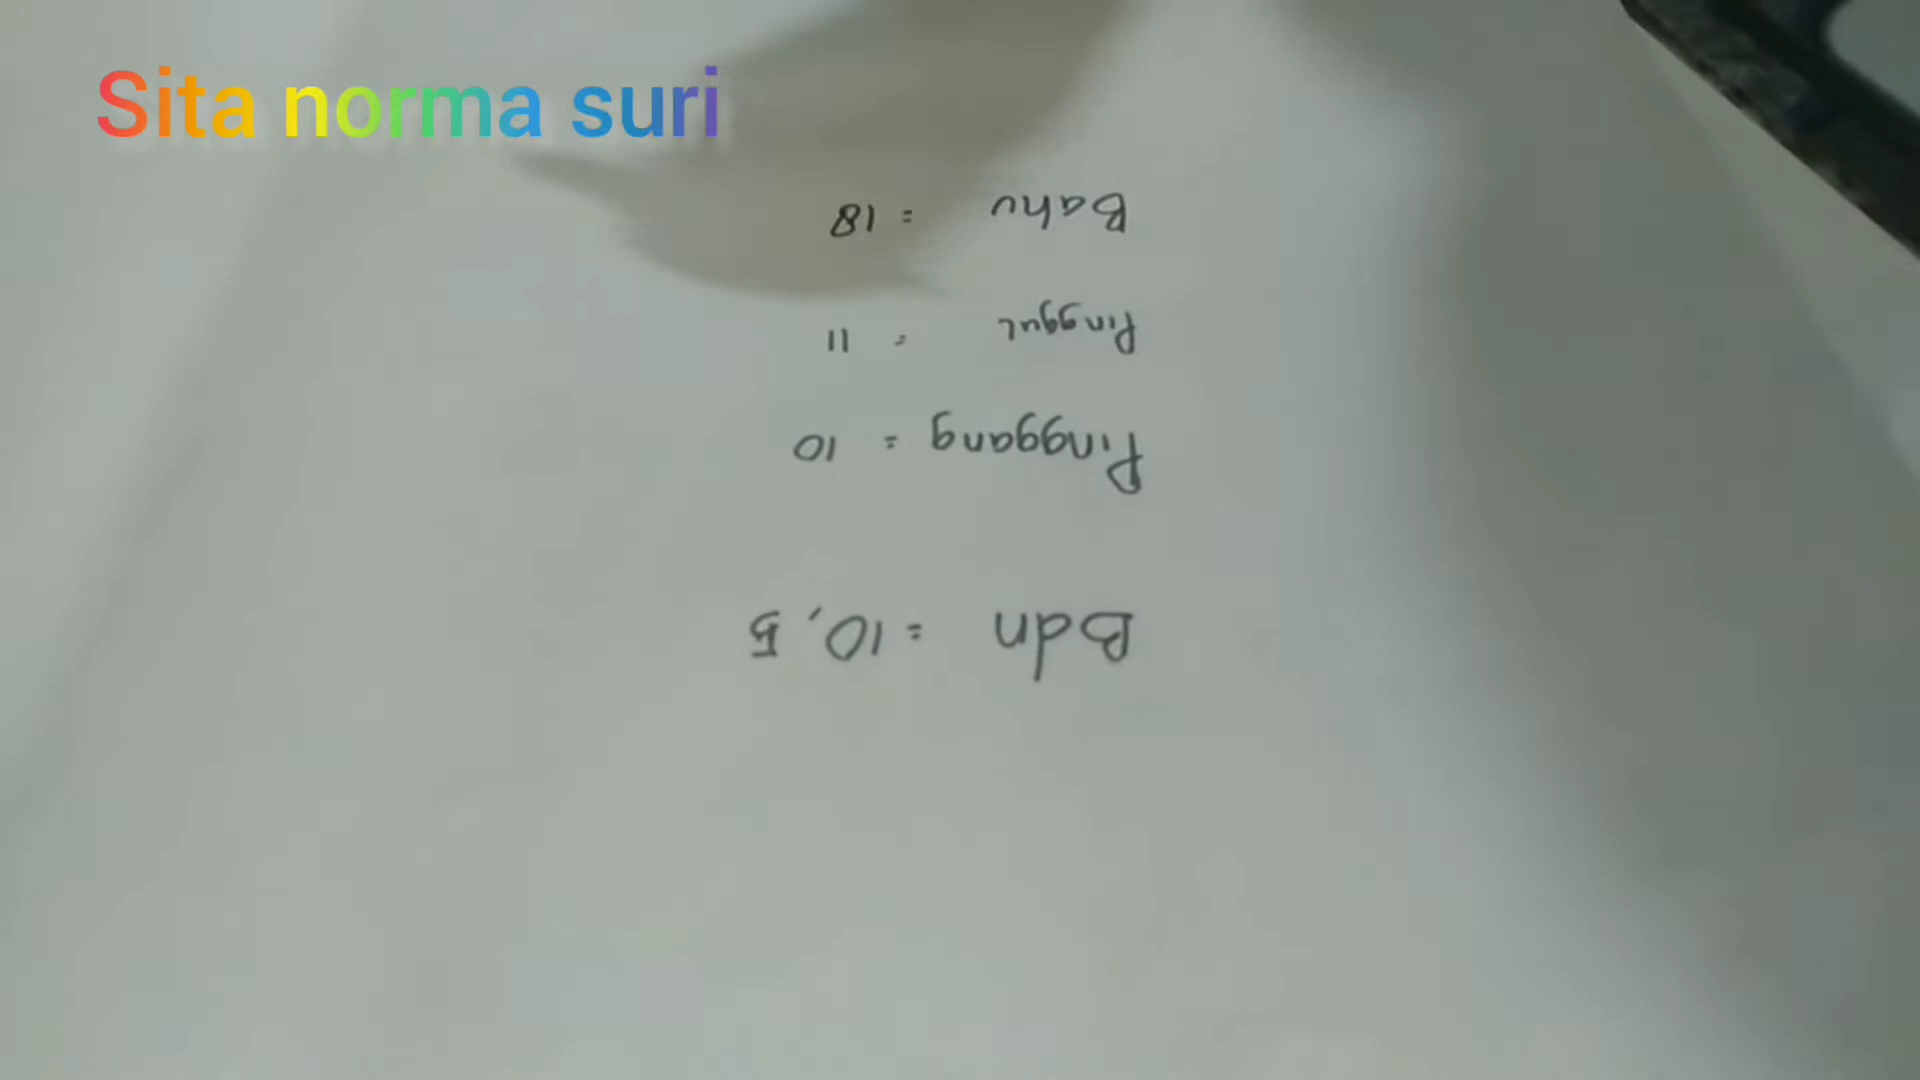 Sita norma suri
Bdn = 10,5
Pinggang = 10
Pinggul = 11
Bahu = 18